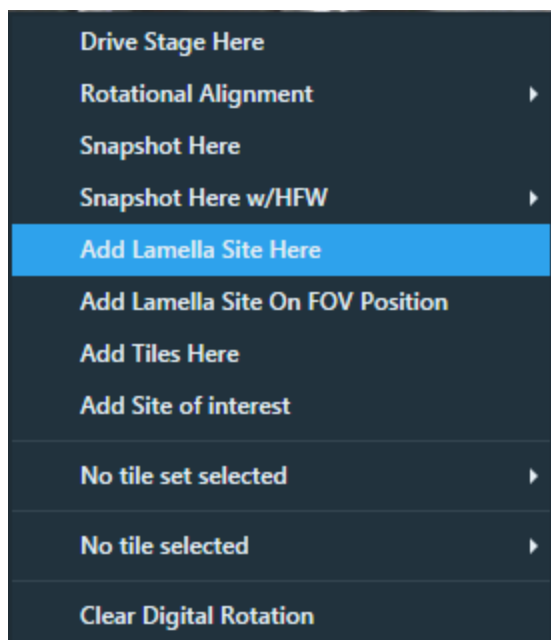 Drive Stage Here
Rotational Alignment
Snapshot Here
Snapshot Here w/HFW
Add Lamella Site Here
Add Lamella Site On FOV Position
Add Tiles Here
Add Site of interest
No tile set selected
No tile selected
Clear Digital Rotation